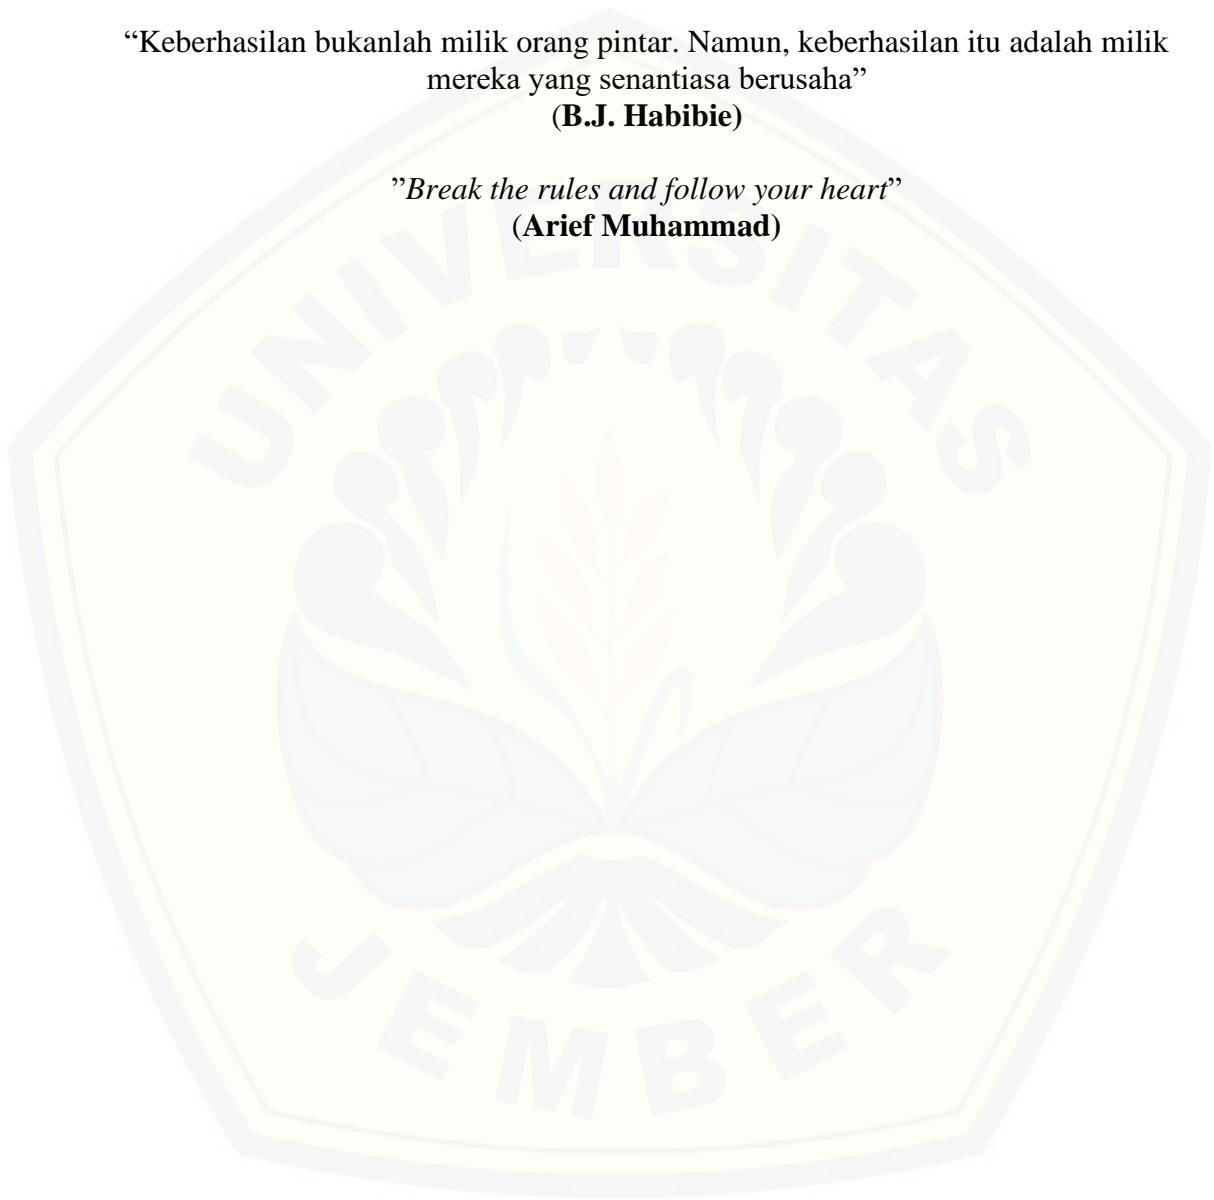 “Keberhasilan bukanlah milik orang pintar. Namun, keberhasilan itu adalah milik
mereka yang senantiasa berusaha”
(B.J. Habibie)
”Break the rules and follow your heart”
(Arief Muhammad)
UNIVERSITAS
JEMBER